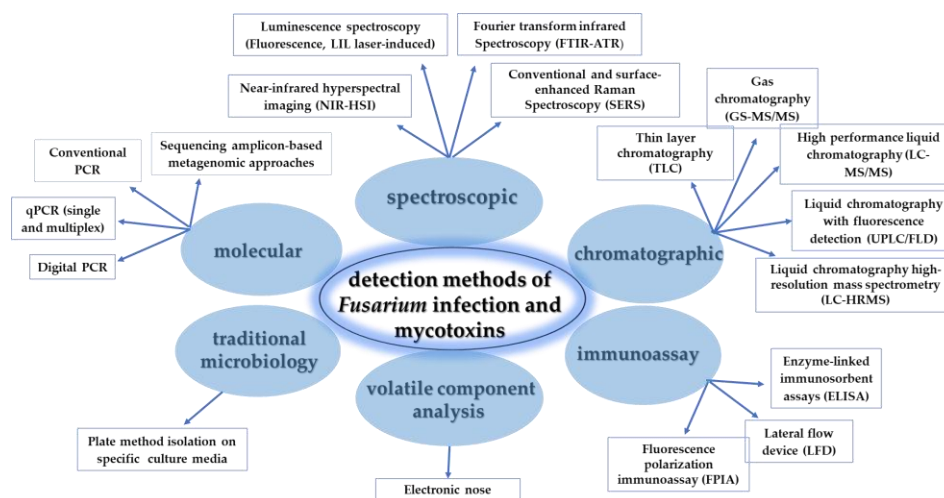 Luminescence spectroscopy
(Fluorescence, LIL laser-induced)
Fourier transform infrared
Spectroscopy (FTIR-ATR)
Near-infrared hyperspectral
imaging (NIR-HSI)
Conventional and surface-
enhanced Raman
Spectroscopy (SERS)
Gas
chromatography
(GS-MS/MS)
Thin layer
chromatography
(TLC)
High performance liquid
chromatography (LC-
MS/MS)
Conventional
PCR
Sequencing amplicon-based
metagenomic approaches
qPCR (single
and multiplex)
Digital PCR
Liquid chromatography
with fluorescence
detection (UPLC/FLD)
Liquid chromatography high-
resolution mass spectrometry
(LC-HRMS)
spectroscopic
molecular
chromatographic
detection methods of
Fusarium infection and
mycotoxins
traditional
microbiology
immunoassay
volatile component
analysis
Enzyme-linked
immunosorbent
assays (ELISA)
Plate method isolation on
specific culture media
Lateral flow
device (LFD)
Fluorescence
polarization
immunoassay (FPIA)
Electronic nose